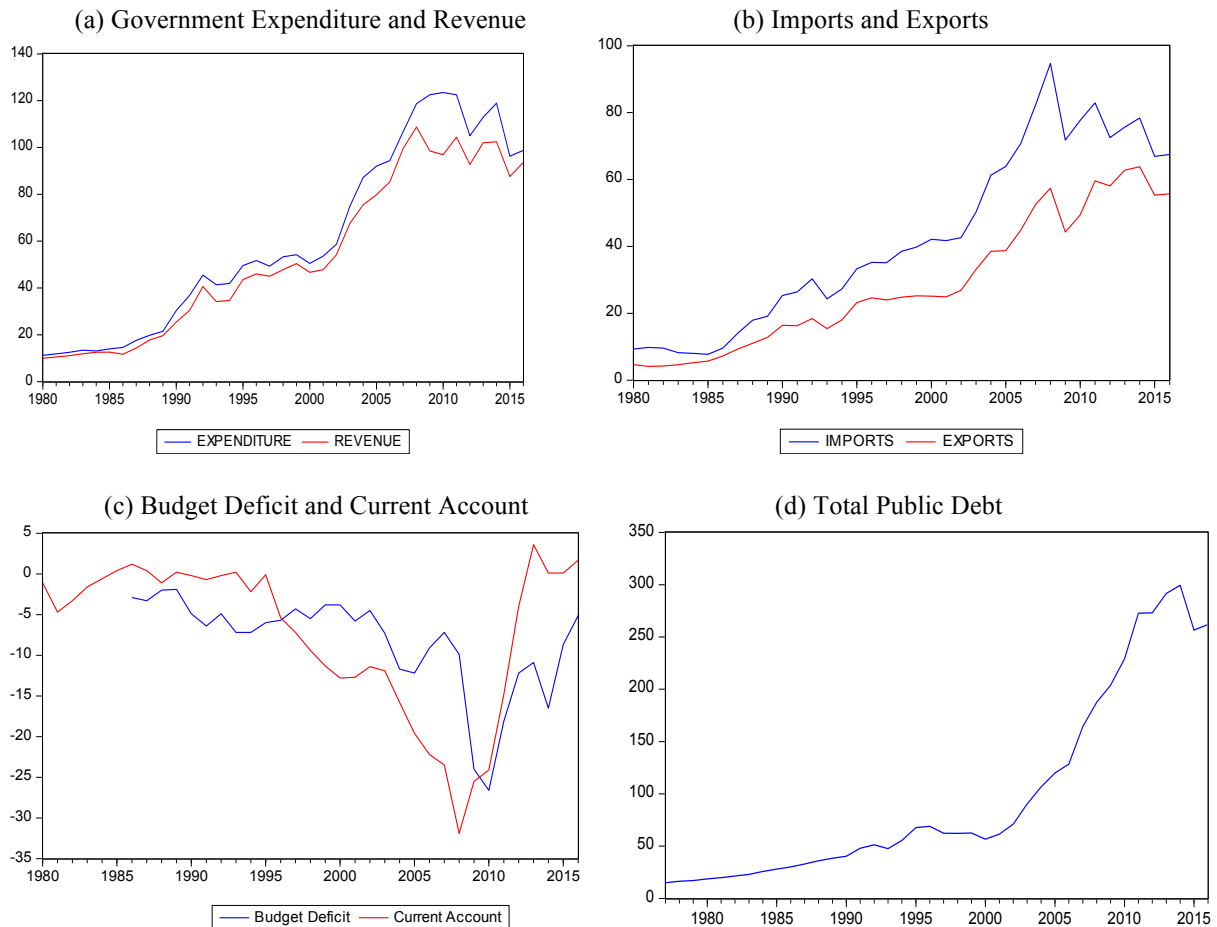 (a) Government Expenditure and Revenue
140
120
100
80
60
40
20
0
1980 1985 1990 1995 2000 2005 2010 2015
EXPENDITURE REVENUE
(b) Imports and Exports
100
80
60
40
20
0
1980 1985 1990 1995 2000 2005 2010 2015
IMPORTS EXPORTS
(c) Budget Deficit and Current Account
5
0
-5
-10
-15
-20
-25
-30
-35
1980 1985 1990 1995 2000 2005 2010 2015
Budget Deficit Current Account
(d) Total Public Debt
350
300
250
200
150
100
50
0
1980 1985 1990 1995 2000 2005 2010 2015